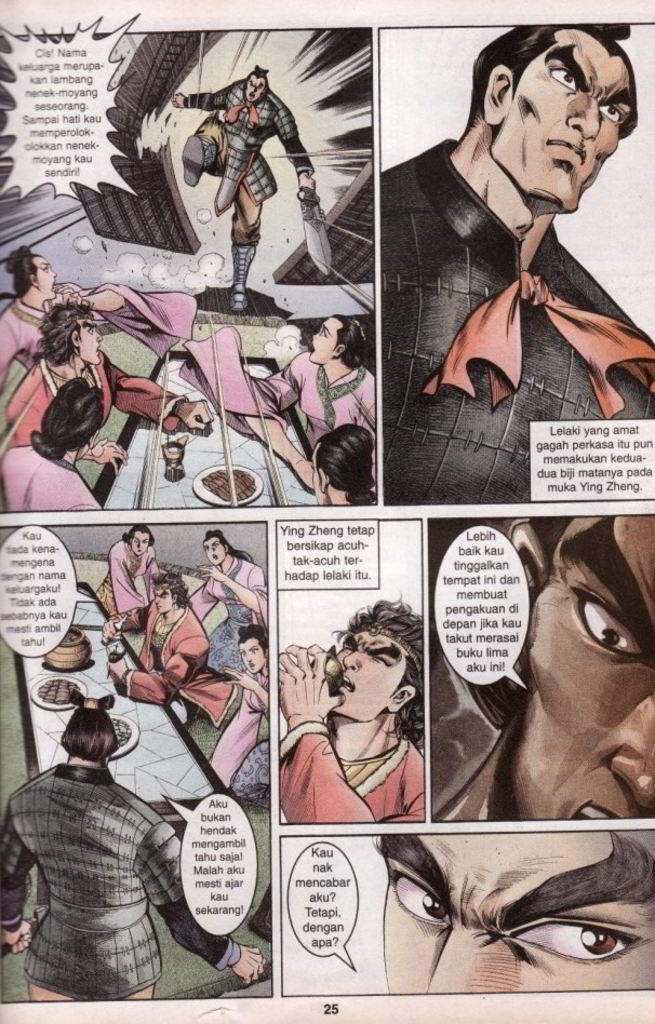 Cis! Nama
keluarga merupa-
kan lambang
nenek-moyang
seseorang.
Sampai hati kau
memperolok-
olokkan nenek-
moyang kau
sendiri!
Lelaki yang amat
gagah perkasa itu pun
memakukan kedua-
dua biji matanya pada
muka Ying Zheng.
Kau
tiada kena-
mengena
dengan nama
keluargaku!
Tidak ada
sebabnya kau
mesti ambil
tahu!
Aku
bukan
hendak
mengambil
tahu saja!
Malah aku
mesti ajar
kau
sekarang!
Ying Zheng tetap
bersikap acuh-
tak-acuh ter-
hadap lelaki itu.
Lebih
baik kau
tinggalkan
tempat ini dan
membuat
pengakuan di
depan jika kau
takut merasai
buku lima
aku ini!
Kau
nak
mencabar
aku?
Tetapi,
dengan
apa?
25